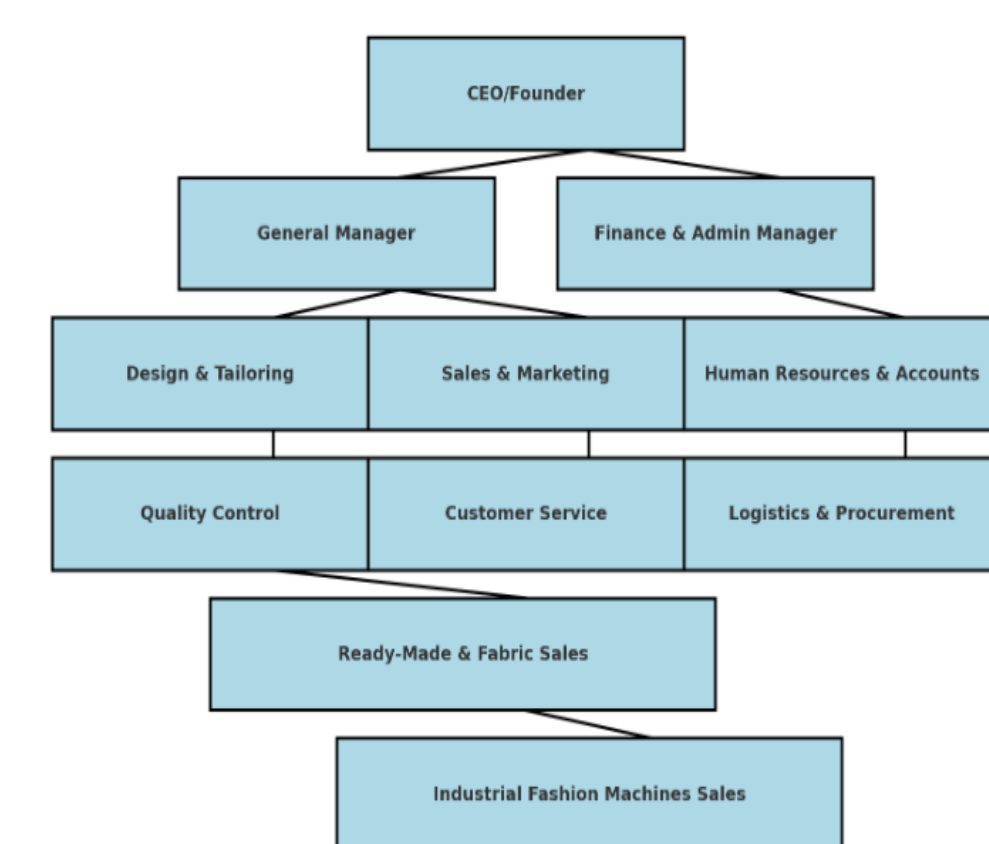 CEO/Founder
General Manager
Finance & Admin Manager
Design & Tailoring
Sales & Marketing
Human Resources & Accounts
Quality Control
Customer Service
Logistics & Procurement
Ready-Made & Fabric Sales
Industrial Fashion Machines Sales